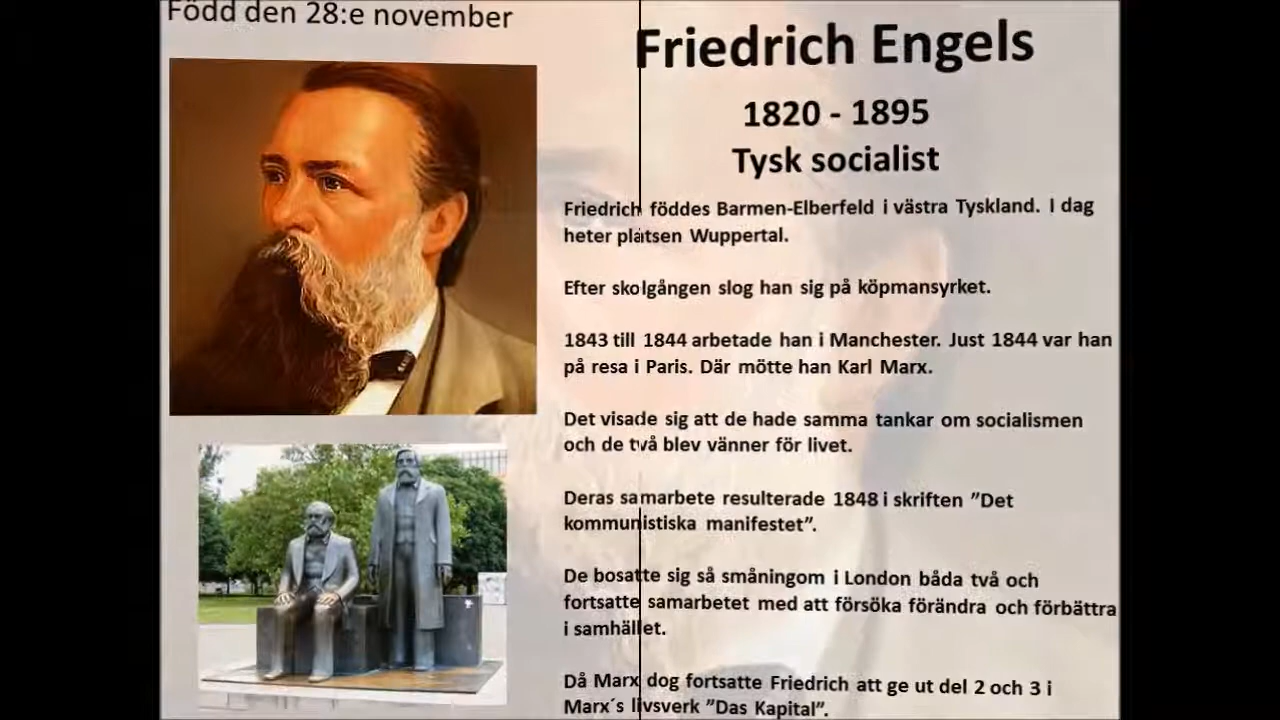 Född den 28:e november
Friedrich Engels
1820 - 1895
Tysk socialist
Friedrich föddes Barmen-Elberfeld i västra Tyskland. I dag
heter platsen Wuppertal.
Efter skolgången slog han sig på köpmansyrket.
1843 till 1844 arbetade han i Manchester. Just 1844 var han
på resa i Paris. Där mötte han Karl Marx.
Det visade sig att de hade samma tankar om socialismen
och de två blev vänner för livet.
Deras samarbete resulterade 1848 i skriften ”Det
kommunistiska manifestet”.
De bosatte sig så småningom i London båda två och
fortsatte samarbetet med att försöka förändra och förbättra
i samhället.
Då Marx dog fortsatte Friedrich att ge ut del 2 och 3 i
Marx´s livsverk ”Das Kapital”.